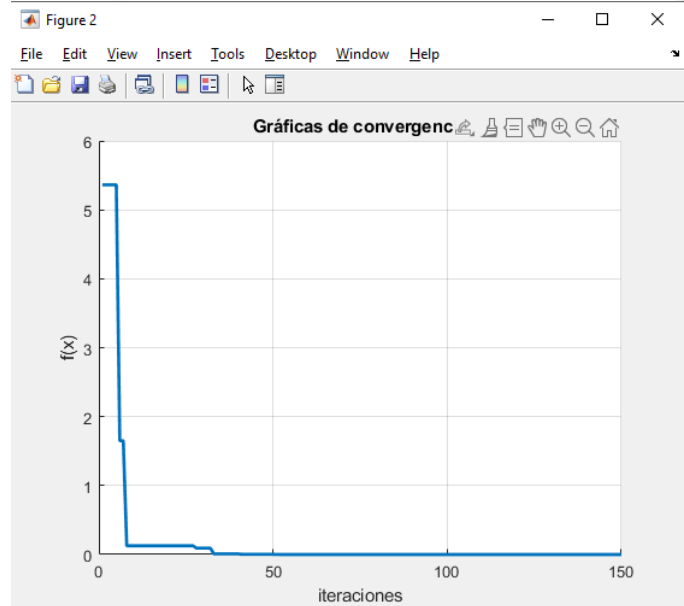 Figure 2
File Edit View Insert Tools Desktop Window Help
Gráficas de convergenc
6
5
4
3
2
1
0
f(x)
0 50 100 150
iteraciones